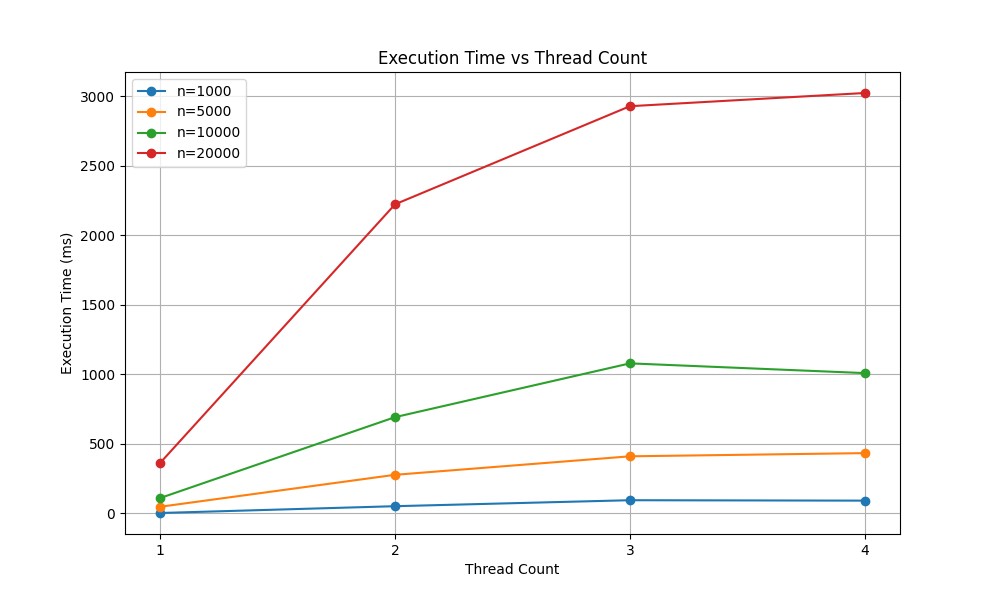 Execution Time vs Thread Count
n=1000
n=5000
n=10000
n=20000
Execution Time (ms)
3000
2500
2000
1500
1000
500
0
1 2 3 4
Thread Count